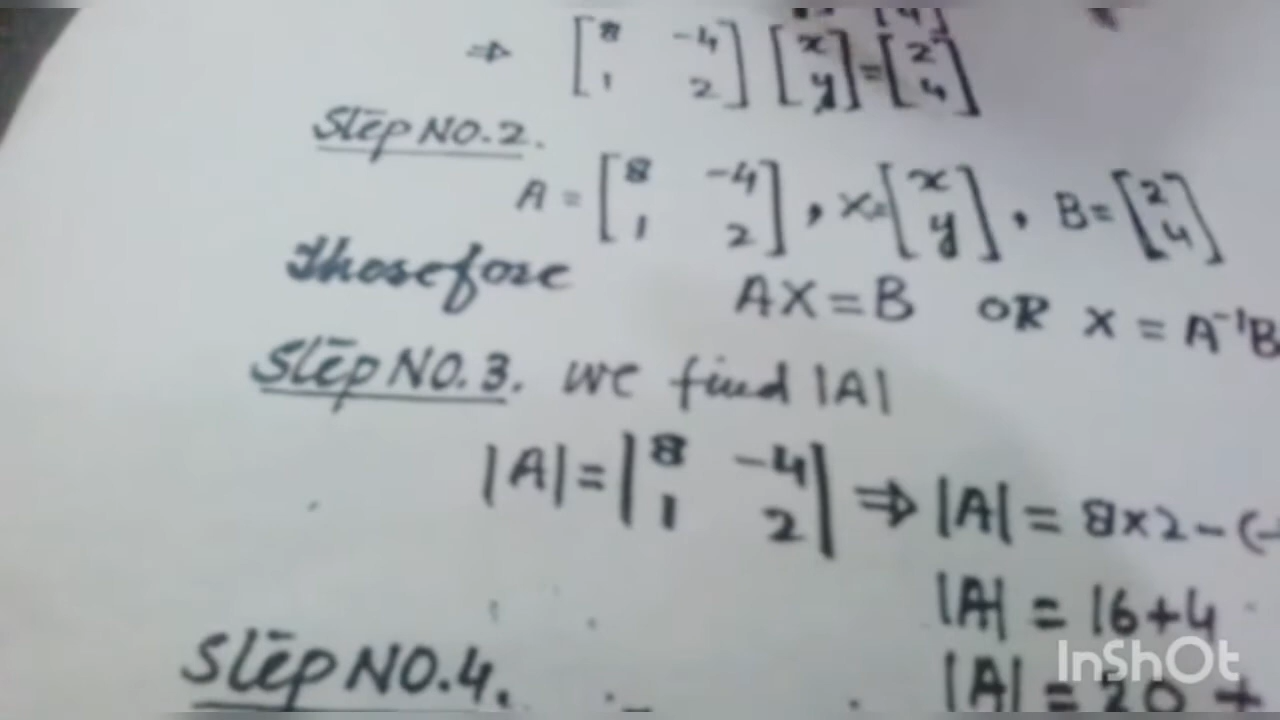 ⇒ [8 -4 1 2] [x y] = [2 4]
Step NO.2.
A = [8 -4 1 2], X = [x y], B = [2 4]
Thosefore AX = B OR X = A⁻¹B
Step NO.3. we find |A|
|A| = |8 -4 1 2| ⇒ |A| = 8×2-(-
|A| = 16+4
|A| = 20 +
Step NO.4.
InShOt